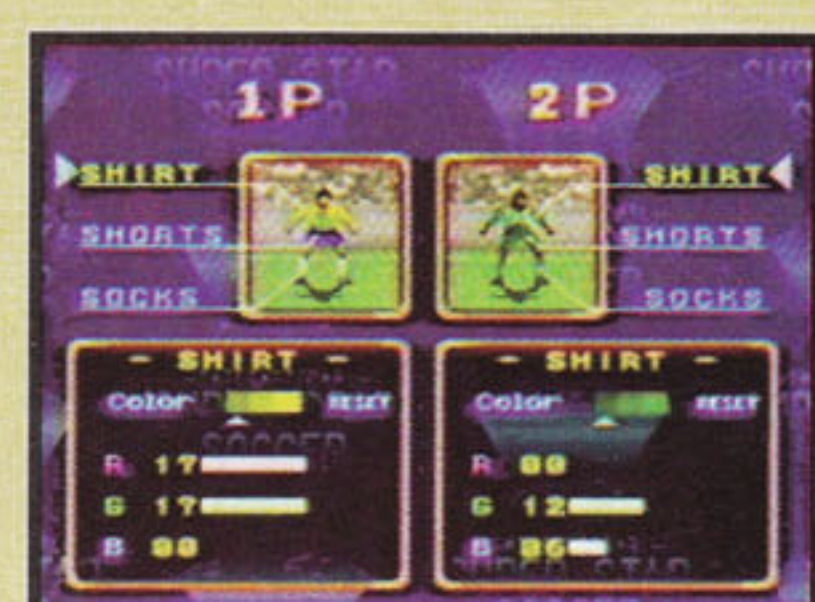 1P 2P
SHIRT SHIRT
SHORTS SHORTS
SOCKS SOCKS
- SHIRT -
Color RESET
R 17
G 17
B 00
- SHIRT -
Color RESET
R 00
G 12
B 06